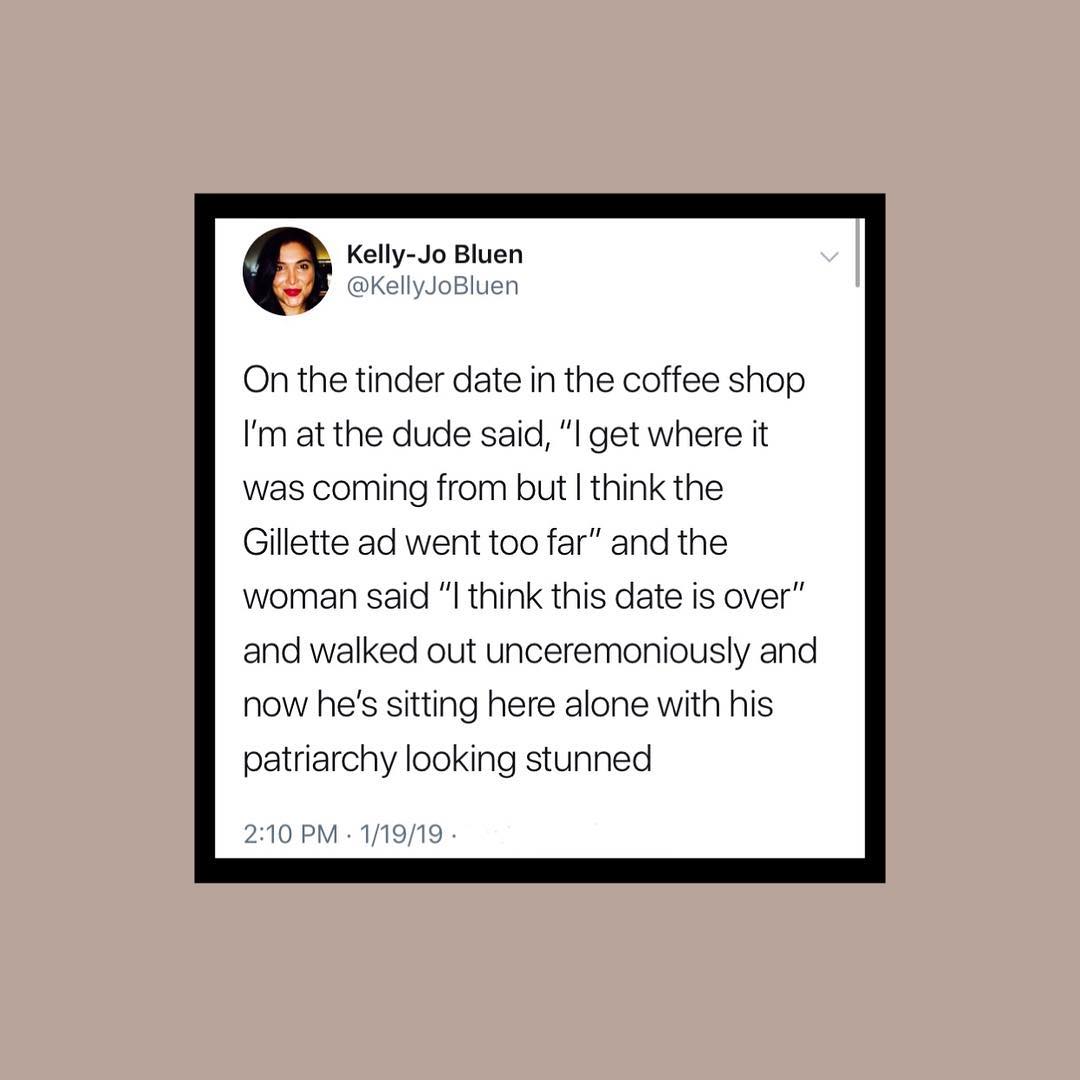 Kelly-Jo Bluen
@KellyJoBluen
On the tinder date in the coffee shop
I'm at the dude said, “I get where it
was coming from but I think the
Gillette ad went too far” and the
woman said “I think this date is over”
and walked out unceremoniously and
now he’s sitting here alone with his
patriarchy looking stunned
2:10 PM · 1/19/19 ·